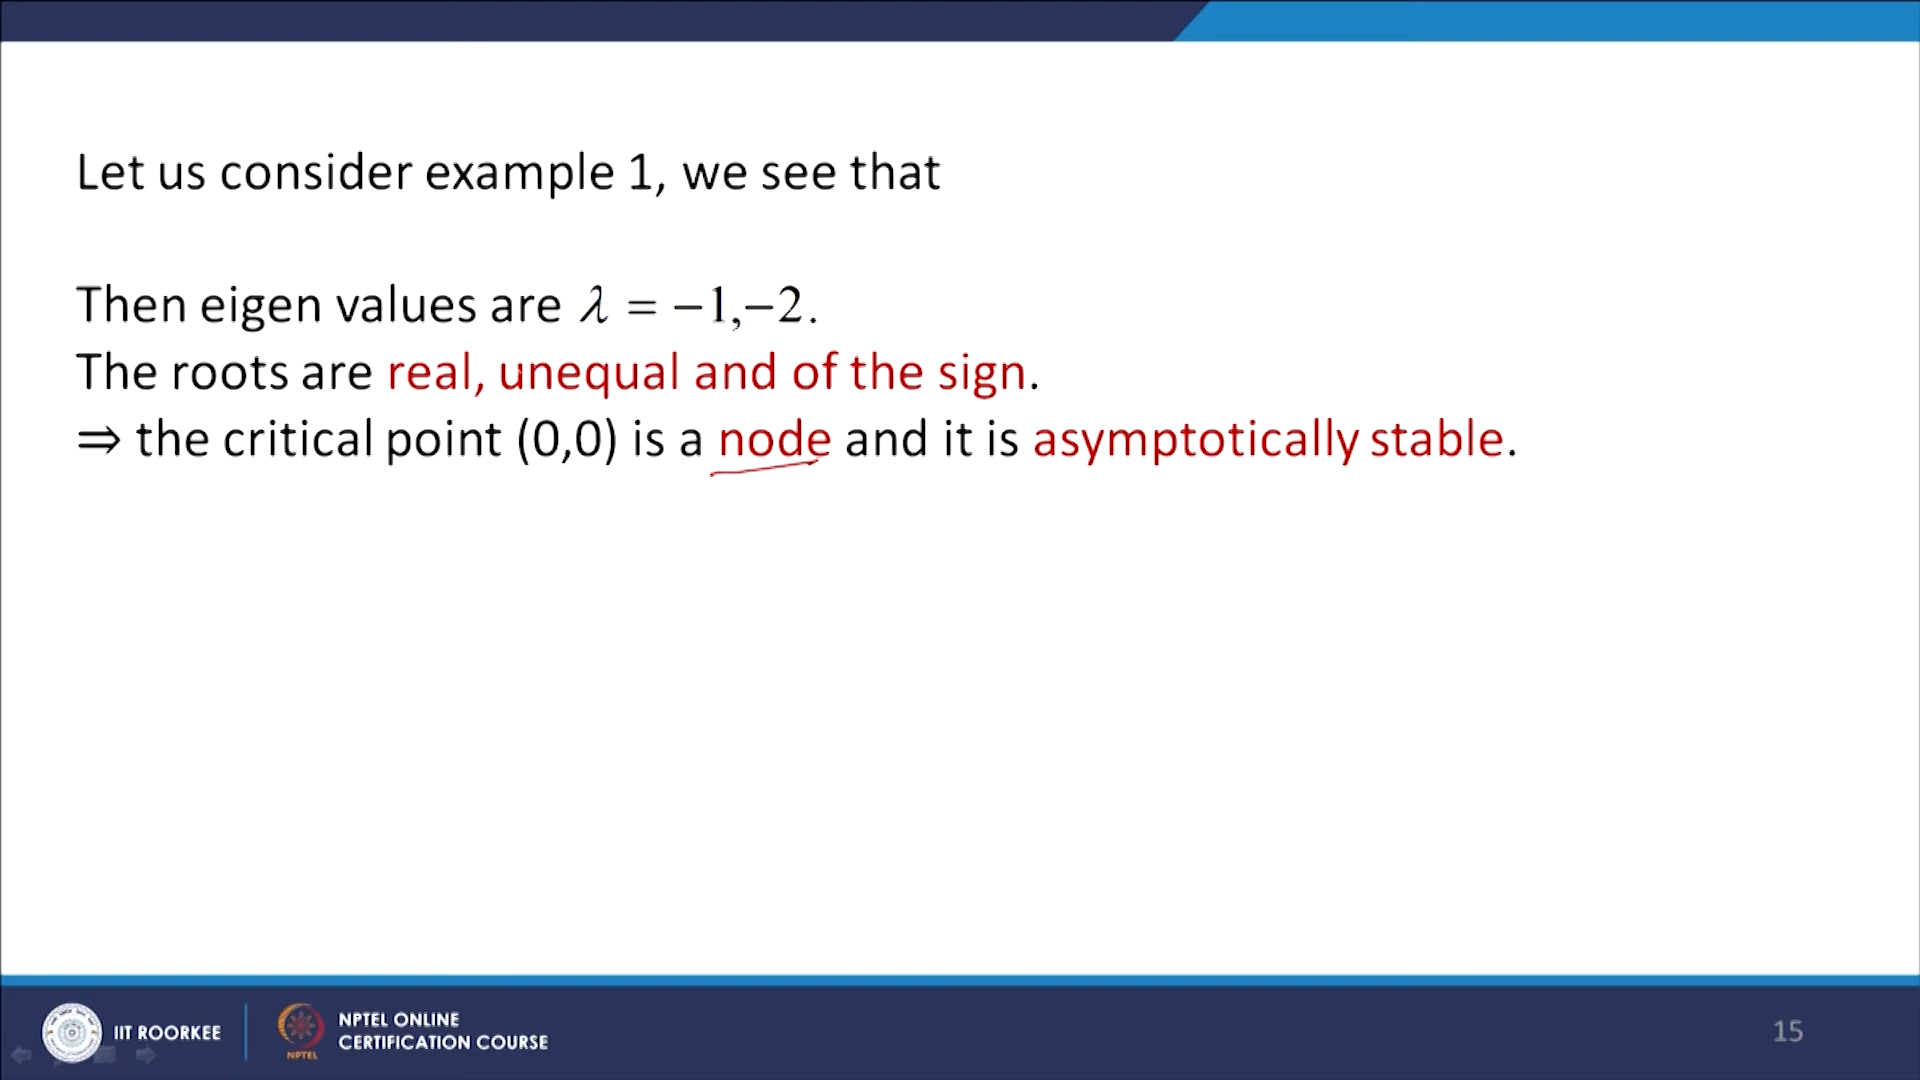 Let us consider example 1, we see that
Then eigen values are λ = −1,−2.
The roots are real, unequal and of the sign.
⇒ the critical point (0,0) is a node and it is asymptotically stable.
IIT ROORKEE
NPTEL
NPTEL ONLINE
CERTIFICATION COURSE
15